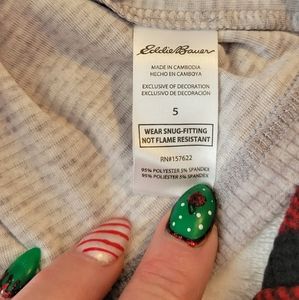 Eddie Bauer
MADE IN CAMBODIA
HECHO EN CAMBOYA
EXCLUSIVE OF DECORATION
EXCLUSIVO DE DECORACIÓN
5
WEAR SNUG-FITTING
NOT FLAME RESISTANT
RN#157622
95% POLYESTER 5% SPANDEX
95% POLIÉSTER 5% SPANDEX